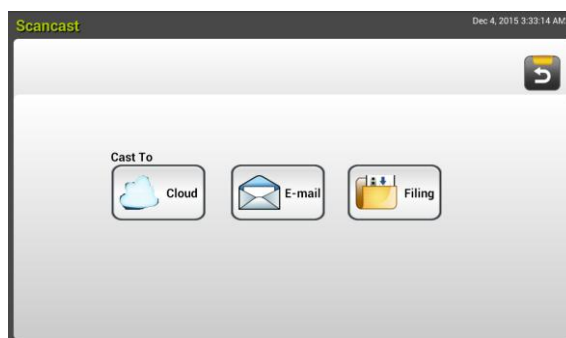 Scancast
Dec 4, 2015 3:33:14 AM
Cast To
Cloud
E-mail
Filing